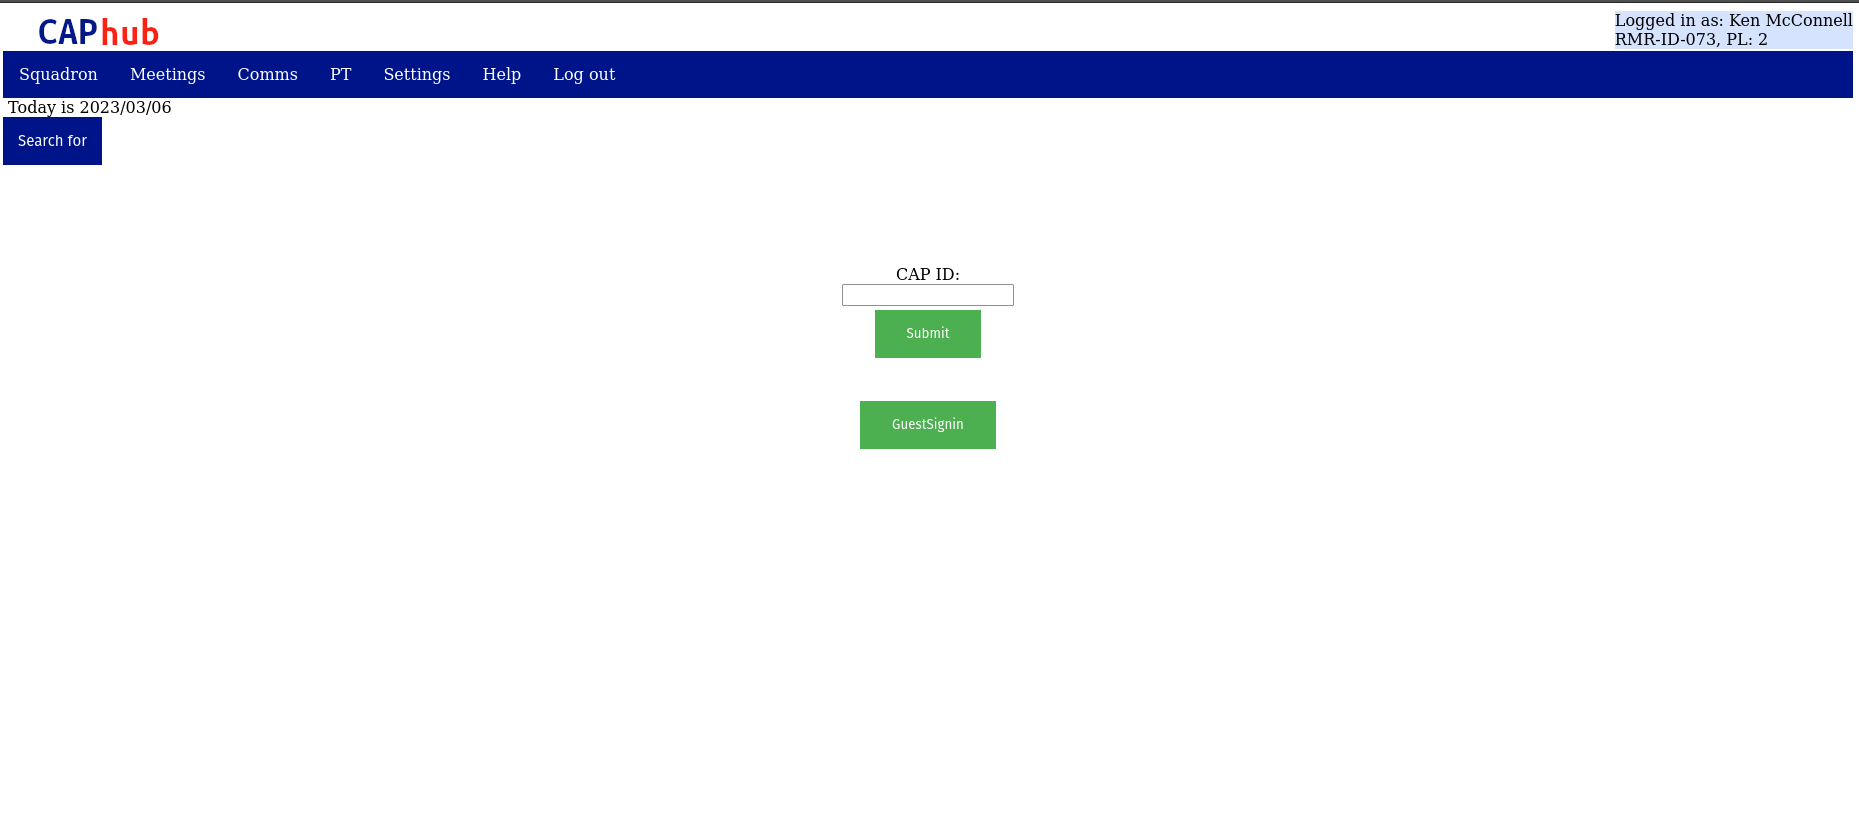 CAPhub
Logged in as: Ken McConnell
RMR-ID-073, PL: 2
Squadron Meetings Comms PT Settings Help Log out
Today is 2023/03/06
Search for
CAP ID:
Submit
GuestSignin